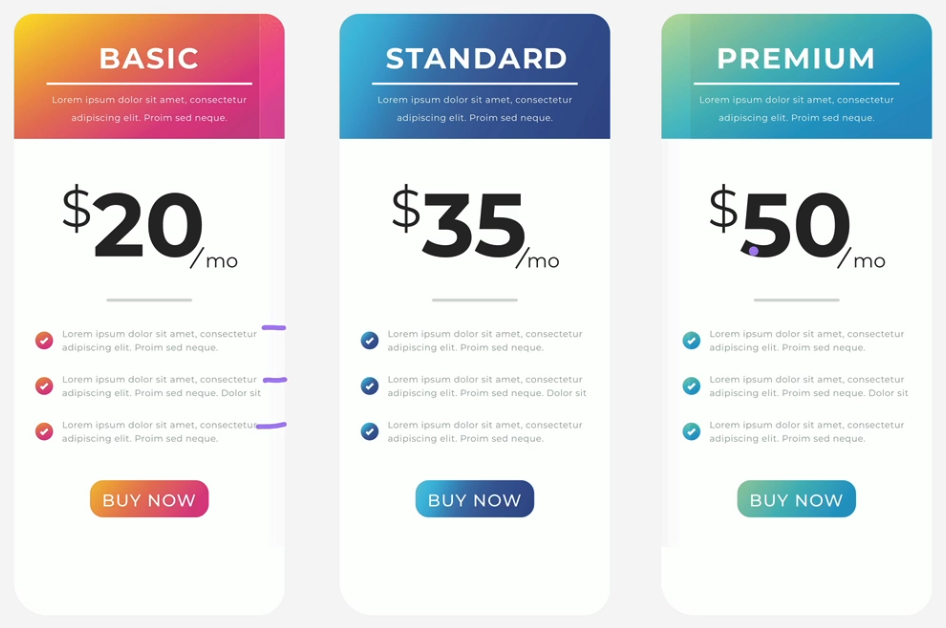 BASIC
Lorem ipsum dolor sit amet, consectetur
adipiscing elit. Proim sed neque.
$20/mo
Lorem ipsum dolor sit amet, consectetur
adipiscing elit. Proim sed neque.
Lorem ipsum dolor sit amet, consectetur
adipiscing elit. Proim sed neque. Dolor sit
Lorem ipsum dolor sit amet, consectetur
adipiscing elit. Proim sed neque.
BUY NOW
STANDARD
Lorem ipsum dolor sit amet, consectetur
adipiscing elit. Proim sed neque.
$35/mo
Lorem ipsum dolor sit amet, consectetur
adipiscing elit. Proim sed neque.
Lorem ipsum dolor sit amet, consectetur
adipiscing elit. Proim sed neque. Dolor sit
Lorem ipsum dolor sit amet, consectetur
adipiscing elit. Proim sed neque.
BUY NOW
PREMIUM
Lorem ipsum dolor sit amet, consectetur
adipiscing elit. Proim sed neque.
$50/mo
Lorem ipsum dolor sit amet, consectetur
adipiscing elit. Proim sed neque.
Lorem ipsum dolor sit amet, consectetur
adipiscing elit. Proim sed neque. Dolor sit
Lorem ipsum dolor sit amet, consectetur
adipiscing elit. Proim sed neque.
BUY NOW